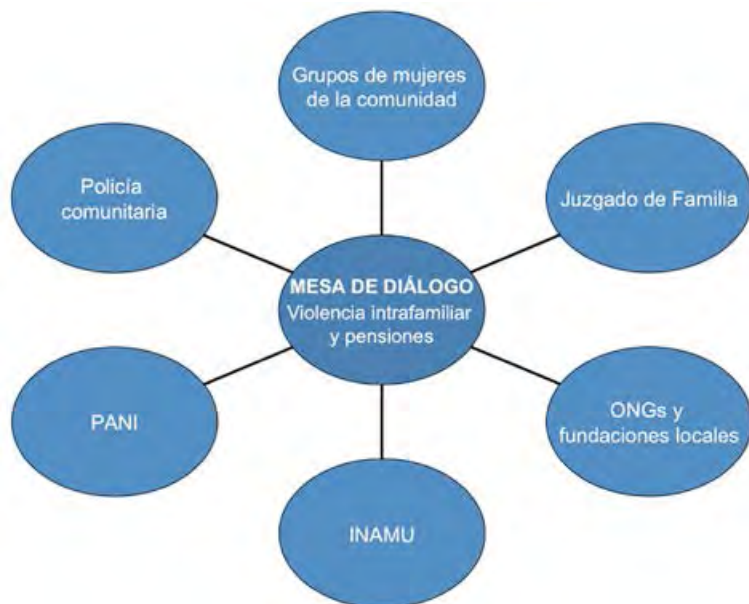 Grupos de mujeres
de la comunidad
Policía
comunitaria
Juzgado de Familia
MESA DE DIÁLOGO
Violencia intrafamiliar
y pensiones
PANI
ONGs y
fundaciones locales
INAMU